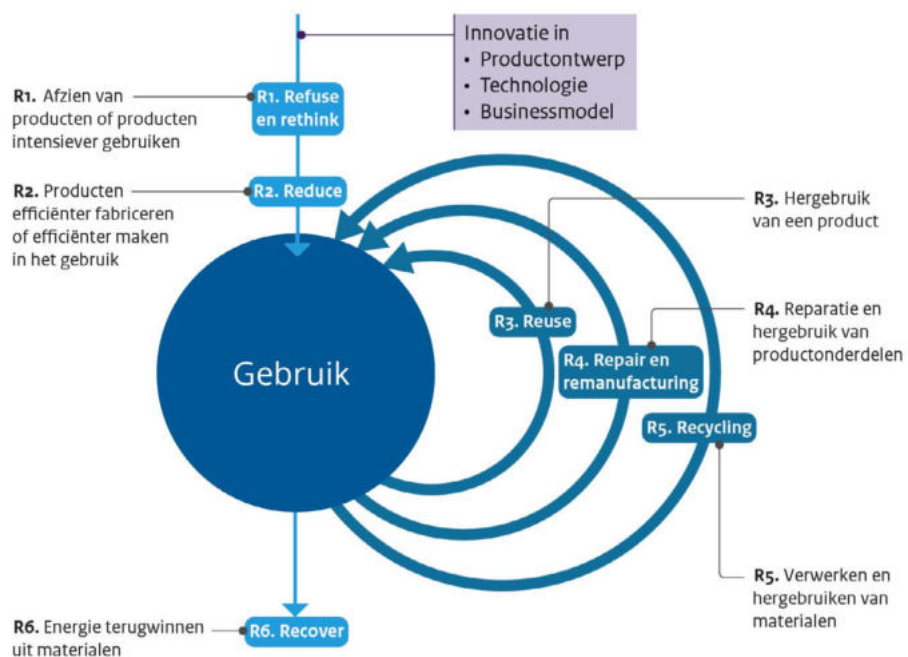 Innovatie in
• Productontwerp
• Technologie
• Businessmodel
R1. Afzien van
producten of producten
intensiever gebruiken
R1. Refuse
en rethink
R2. Producten
efficiënter fabriceren
of efficiënter maken
in het gebruik
R2. Reduce
R3. Hergebruik
van een product
R3. Reuse
R4. Reparatie en
hergebruik van
productonderdelen
R4. Repair en
remanufacturing
Gebruik
R5. Recycling
R5. Verwerken en
hergebruiken van
materialen
R6. Energie terugwinnen
uit materialen
R6. Recover